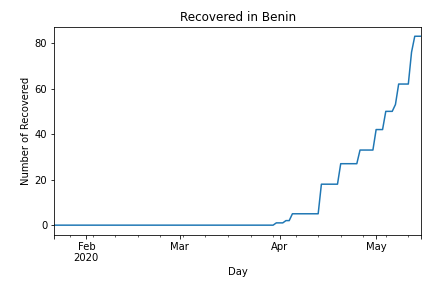 Recovered in Benin
Number of Recovered
80
60
40
20
0
Feb
2020
Mar
Apr
May
Day